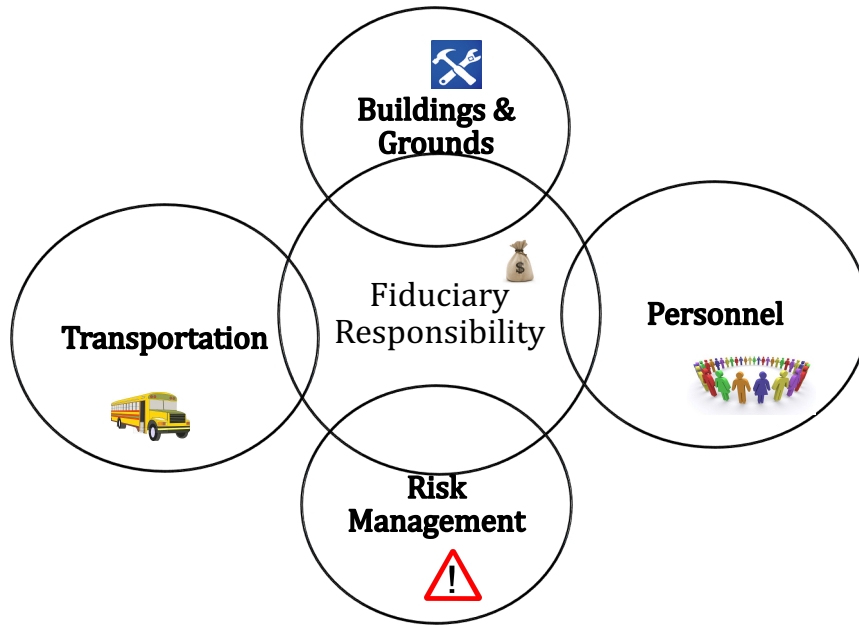 Buildings &
Grounds
$
Fiduciary
Responsibility
Transportation
Personnel
Risk
Management
!